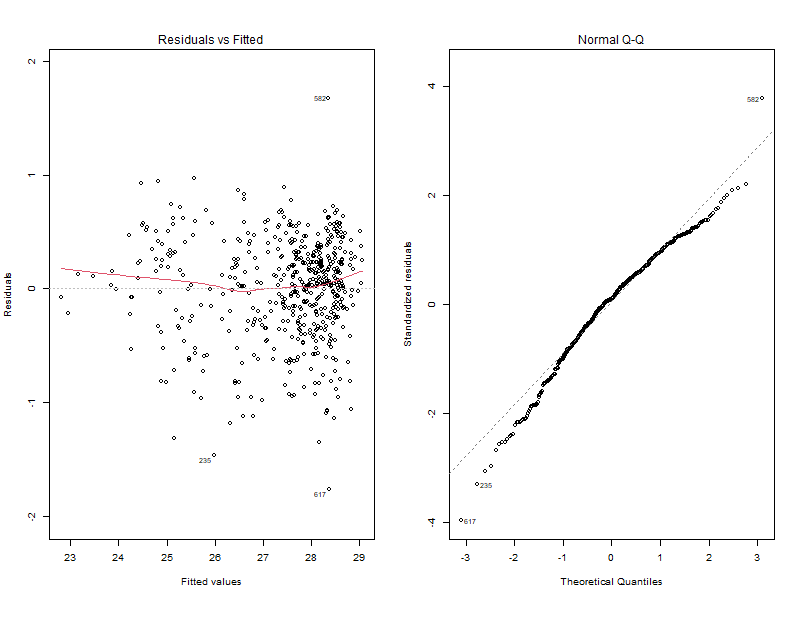 Residuals vs Fitted
2
1
0
-1
-2
Residuals
582
235
617
23 24 25 26 27 28 29
Fitted values
Normal Q-Q
4
2
0
-2
-4
Standardized residuals
582
235
617
-3 -2 -1 0 1 2 3
Theoretical Quantiles